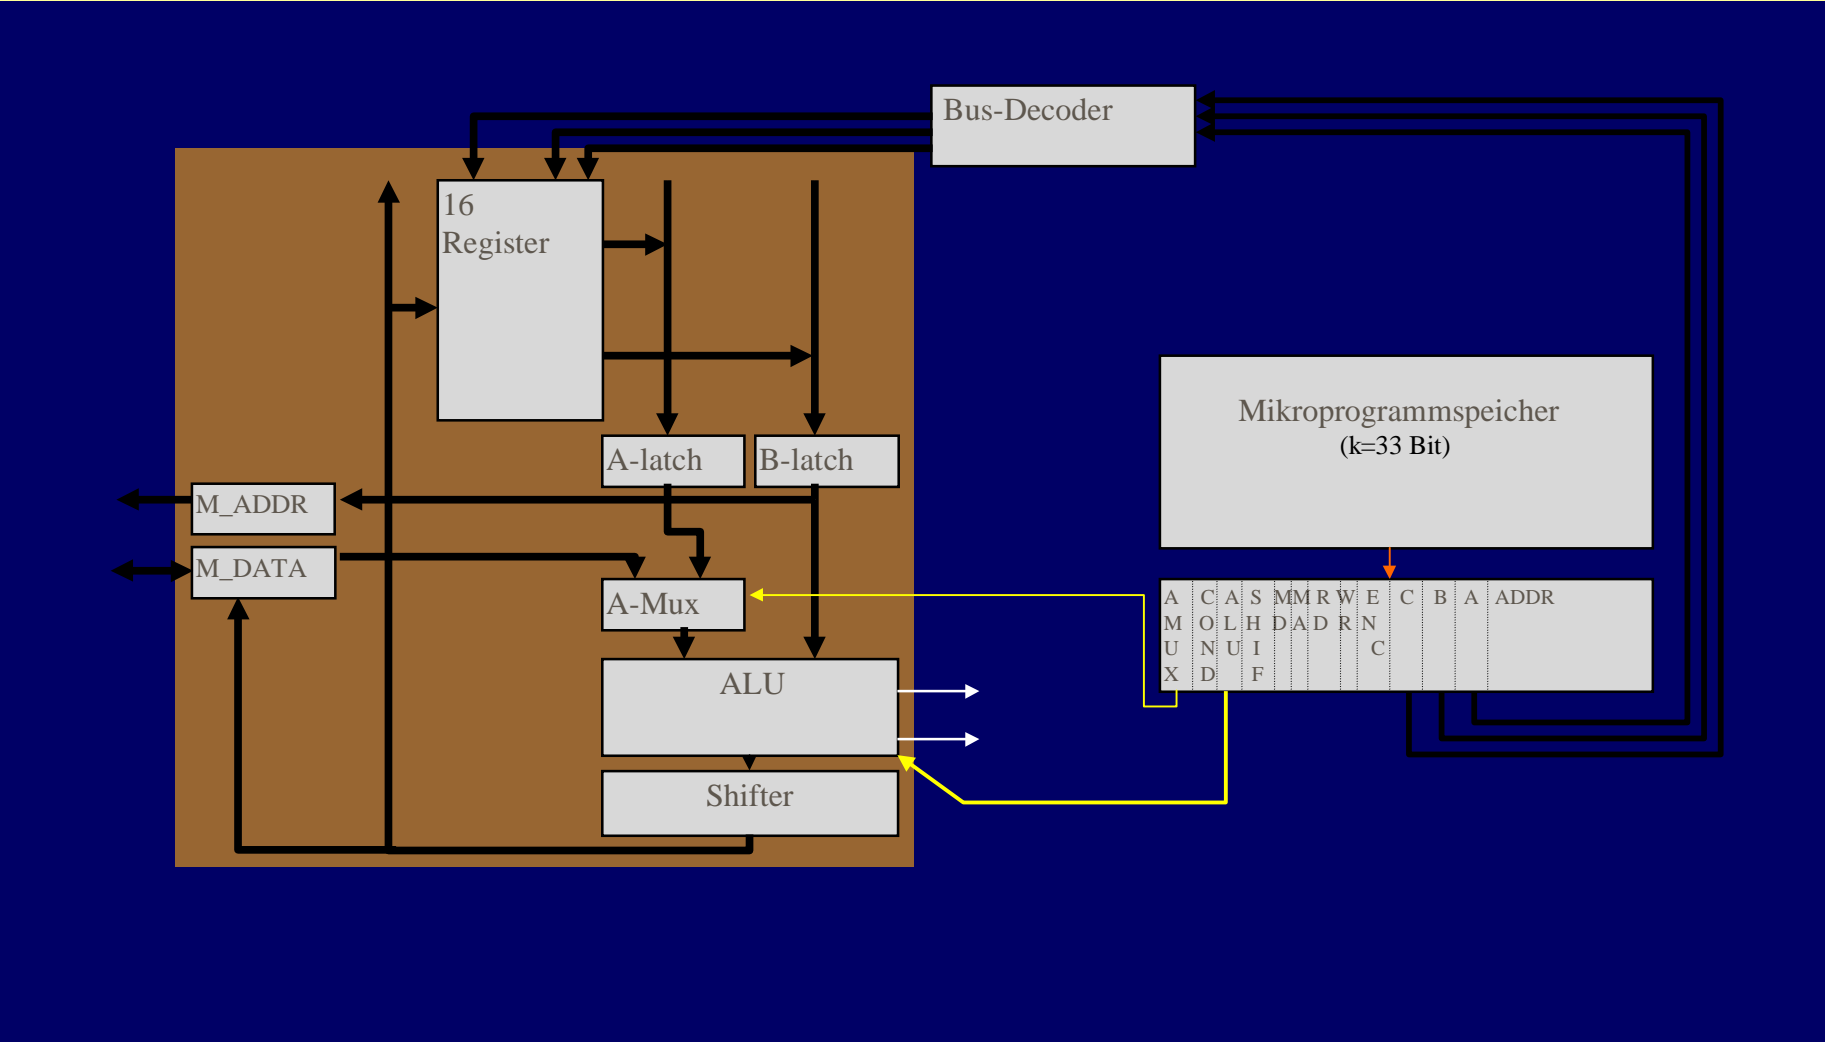 Bus-Decoder
16
Register
Mikroprogrammspeicher
(k=33 Bit)
A-latch
B-latch
M_ADDR
M_DATA
A-Mux
A C A S M M R W E C B A ADDR
M O L H D A D R N
U N U I C
X D F
ALU
Shifter